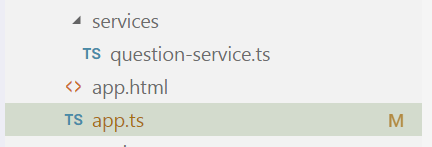 services
TS question-service.ts
<> app.html
TS app.ts M